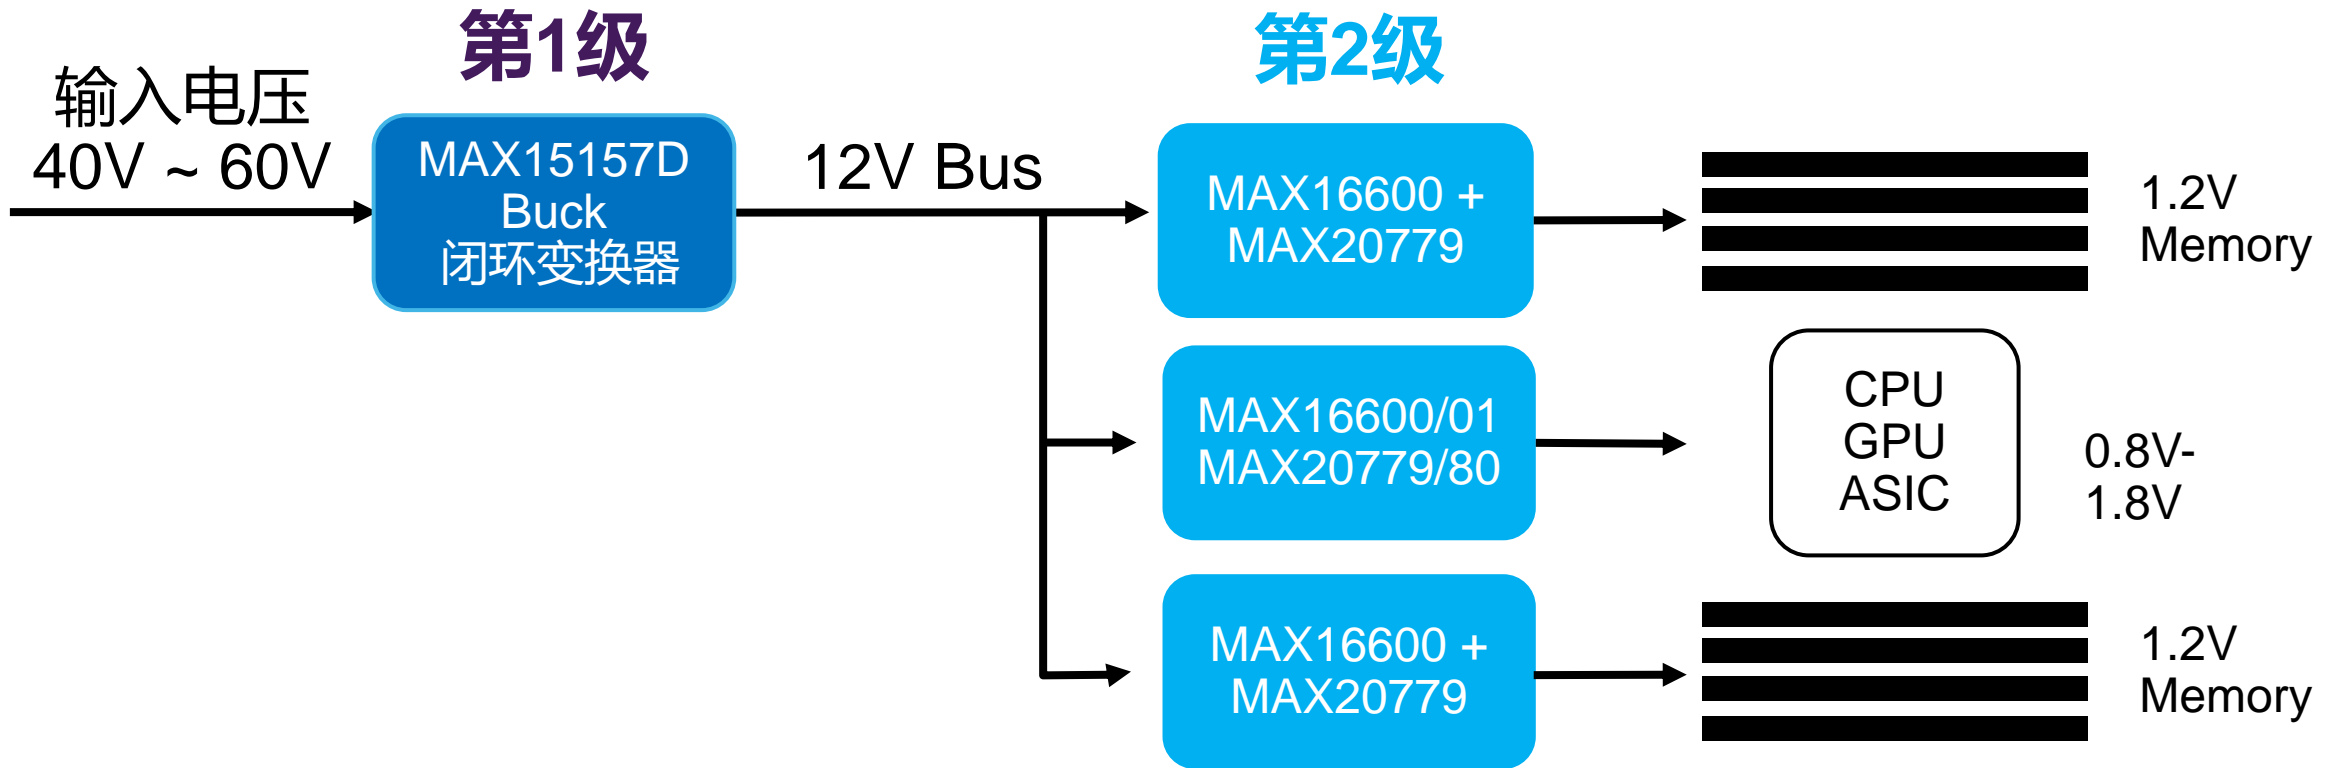 第1级
第2级
输入电压
40V ~ 60V
MAX15157D
Buck
闭环变换器
12V Bus
MAX16600 +
MAX20779
1.2V
Memory
MAX16600/01
MAX20779/80
CPU
GPU
ASIC
0.8V-
1.8V
MAX16600 +
MAX20779
1.2V
Memory